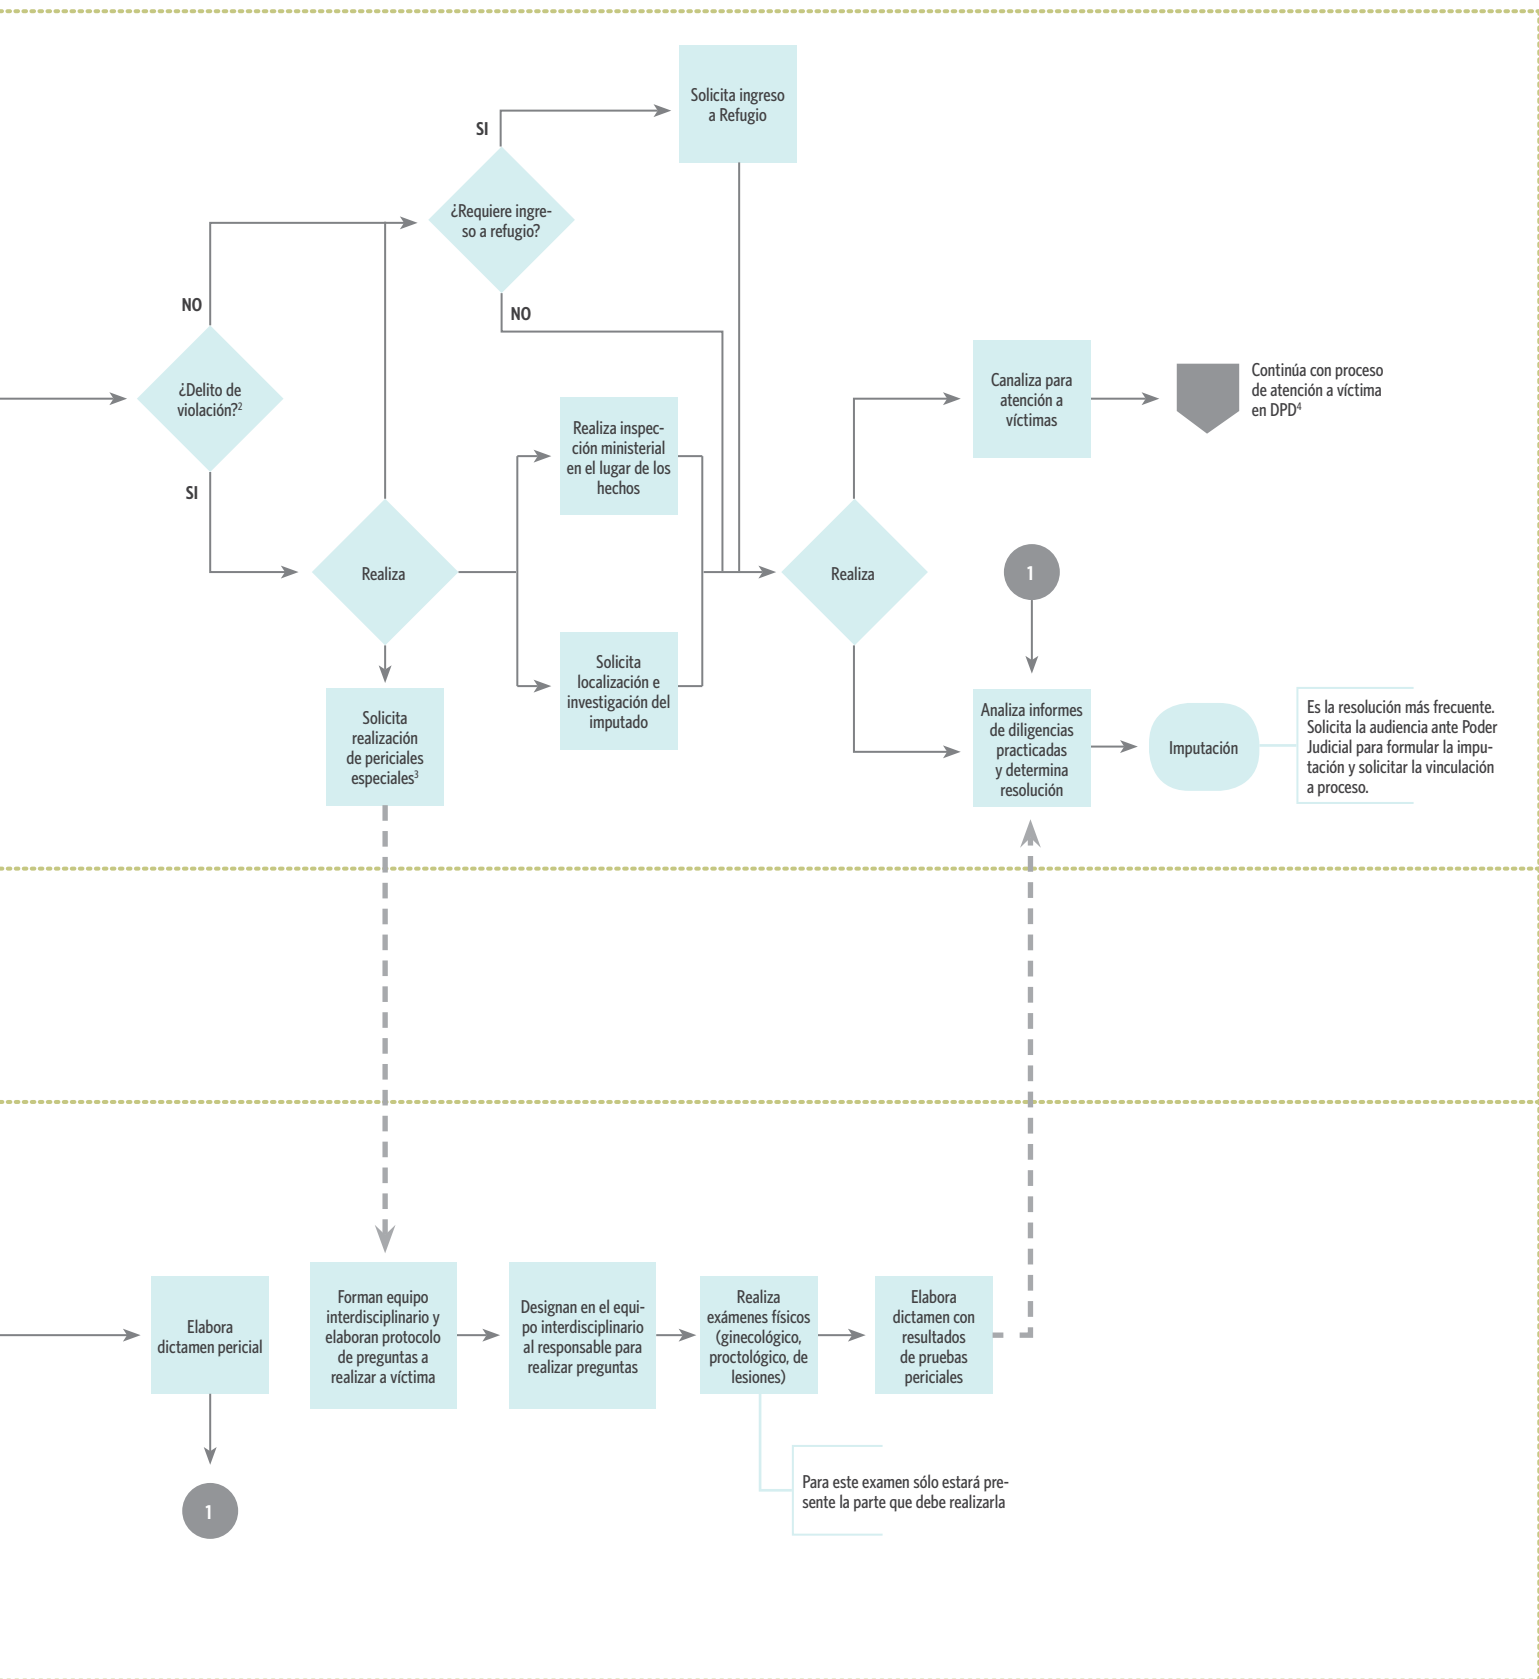 Solicita ingreso
a Refugio
SI
¿Requiere ingre-
so a refugio?
NO
NO
¿Delito de
violación?²
SI
Realiza
Realiza inspec-
ción ministerial
en el lugar de los
hechos
Solicita
localización e
investigación del
imputado
Solicita
realización
de periciales
especiales³
Realiza
Canaliza para
atención a
víctimas
Continúa con proceso
de atención a víctima
en DPD⁴
1
Analiza informes
de diligencias
practicadas
y determina
resolución
Imputación
Es la resolución más frecuente.
Solicita la audiencia ante Poder
Judicial para formular la impu-
tación y solicitar la vinculación
a proceso.
Elabora
dictamen pericial
1
Forman equipo
interdisciplinario y
elaboran protocolo
de preguntas a
realizar a víctima
Designan en el equi-
po interdisciplinario
al responsable para
realizar preguntas
Realiza
exámenes físicos
(ginecológico,
proctológico, de
lesiones)
Elabora
dictamen con
resultados
de pruebas
periciales
Para este examen sólo estará pre-
sente la parte que debe realizarla